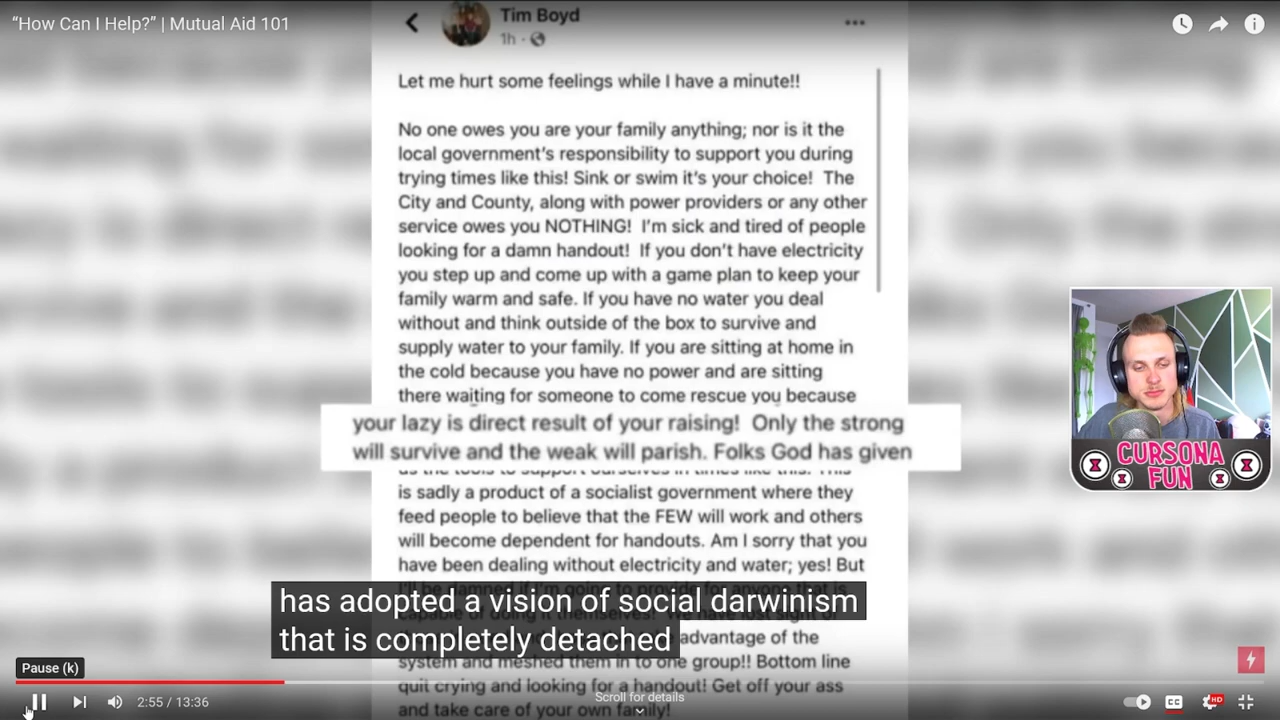 “How Can I Help?” | Mutual Aid 101
Tim Boyd
1h
Let me hurt some feelings while I have a minute!!
No one owes you are your family anything; nor is it the
local government’s responsibility to support you during
trying times like this! Sink or swim it’s your choice! The
City and County, along with power providers or any other
service owes you NOTHING! I’m sick and tired of people
looking for a damn handout! If you don’t have electricity
you step up and come up with a game plan to keep your
family warm and safe. If you have no water you deal
without and think outside of the box to survive and
supply water to your family. If you are sitting at home in
the cold because you have no power and are sitting
there waiting for someone to come rescue you because
your lazy is direct result of your raising! Only the strong
will survive and the weak will parish. Folks God has given
us the tools to support ourselves in times like this. This
is sadly a product of a socialist government where they
feed people to believe that the FEW will work and others
will become dependent for handouts. Am I sorry that you
have been dealing without electricity and water; yes! But
I’ll be damned if I’m going to provide for anyone that is
capable of doing it themselves!
has adopted a vision of social darwinism
that is completely detached
advantage of the
system and meshed them in to one group!! Bottom line
quit crying and looking for a handout! Get off your ass
and take care of your own family!
CURSONA
FUN
Pause (k)
2:55 / 13:36
Scroll for details
CC
HD